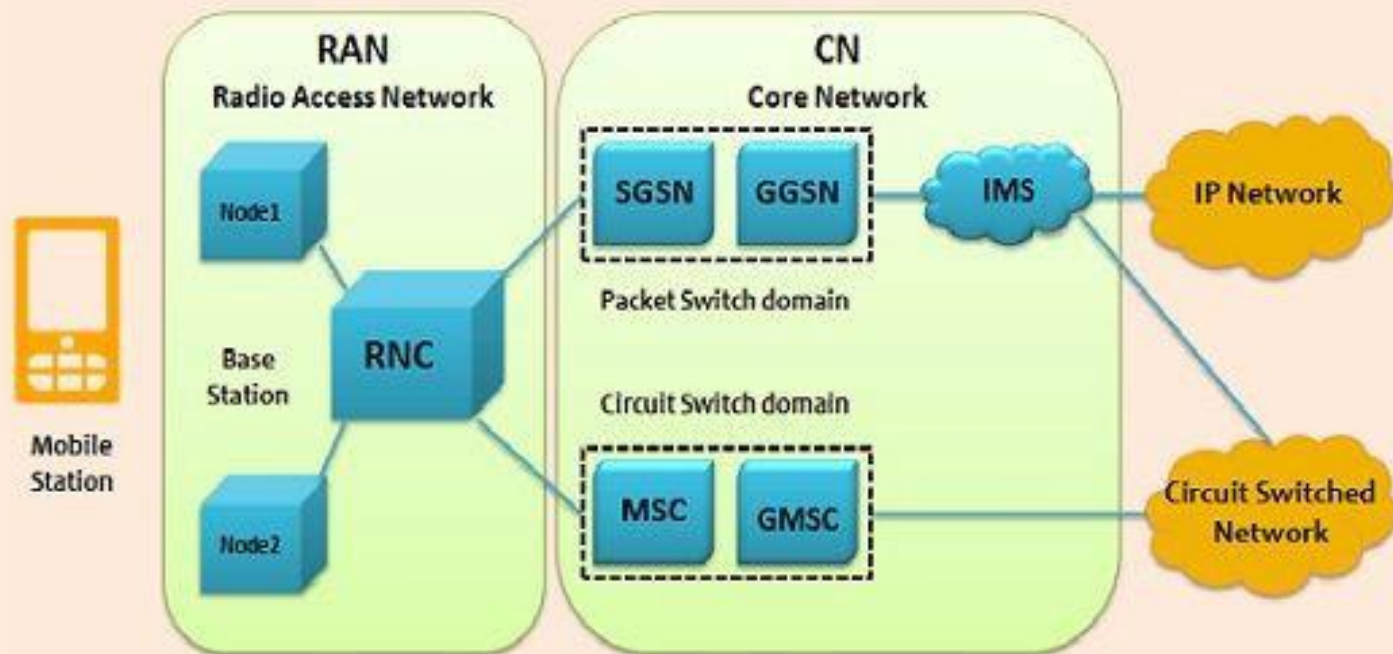 RAN
Radio Access Network
Node1
RNC
Base
Station
Node2
Mobile
Station
CN
Core Network
SGSN
GGSN
IMS
Packet Switch domain
Circuit Switch domain
MSC
GMSC
IP Network
Circuit Switched
Network